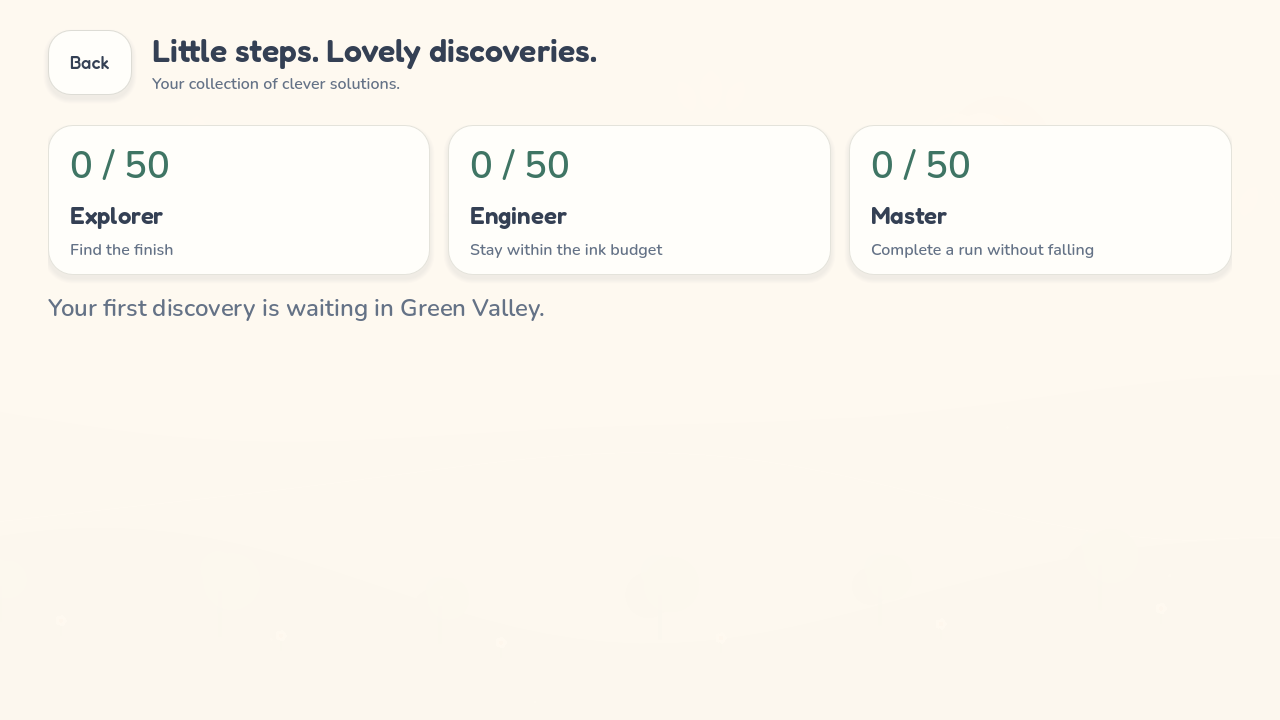 Back
Little steps. Lovely discoveries.
Your collection of clever solutions.
0 / 50
Explorer
Find the finish
0 / 50
Engineer
Stay within the ink budget
0 / 50
Master
Complete a run without falling
Your first discovery is waiting in Green Valley.